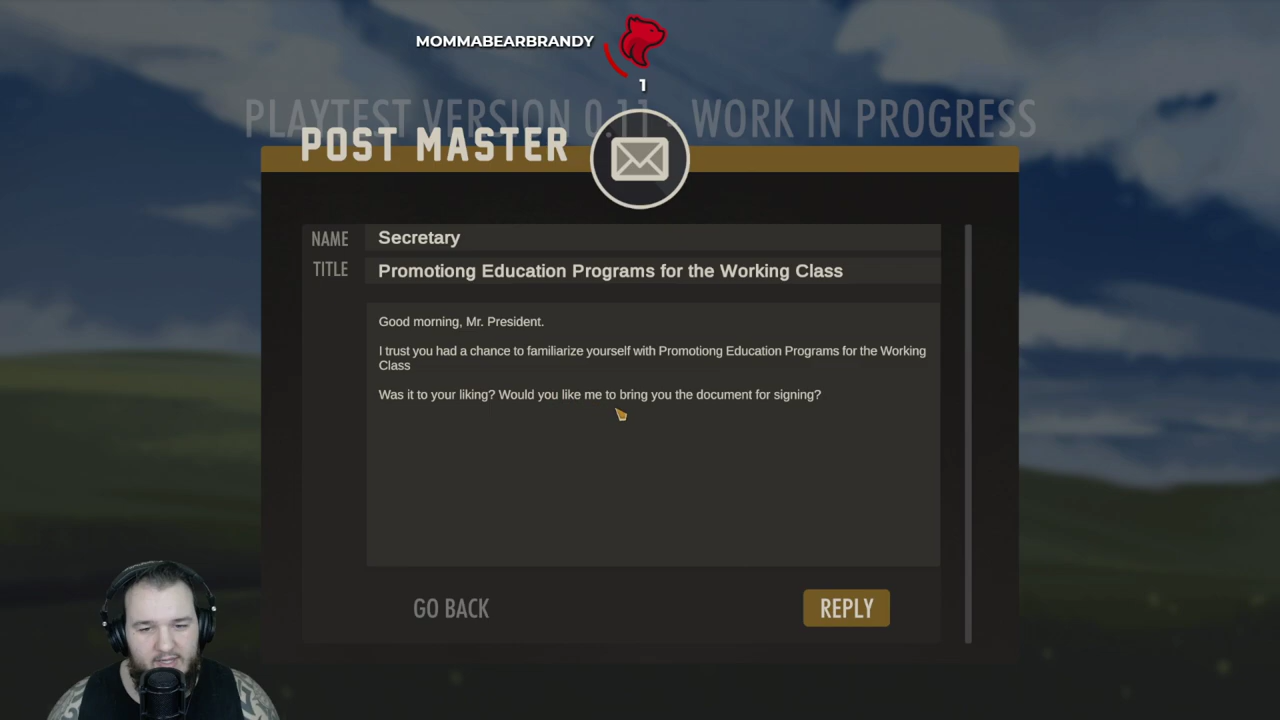 MOMMABEARBRANDY
1
PLAYTEST VERSION 0.11 WORK IN PROGRESS
POST MASTER
NAME Secretary
TITLE Promotiong Education Programs for the Working Class
Good morning, Mr. President.
I trust you had a chance to familiarize yourself with Promotiong Education Programs for the Working
Class
Was it to your liking? Would you like me to bring you the document for signing?
GO BACK REPLY